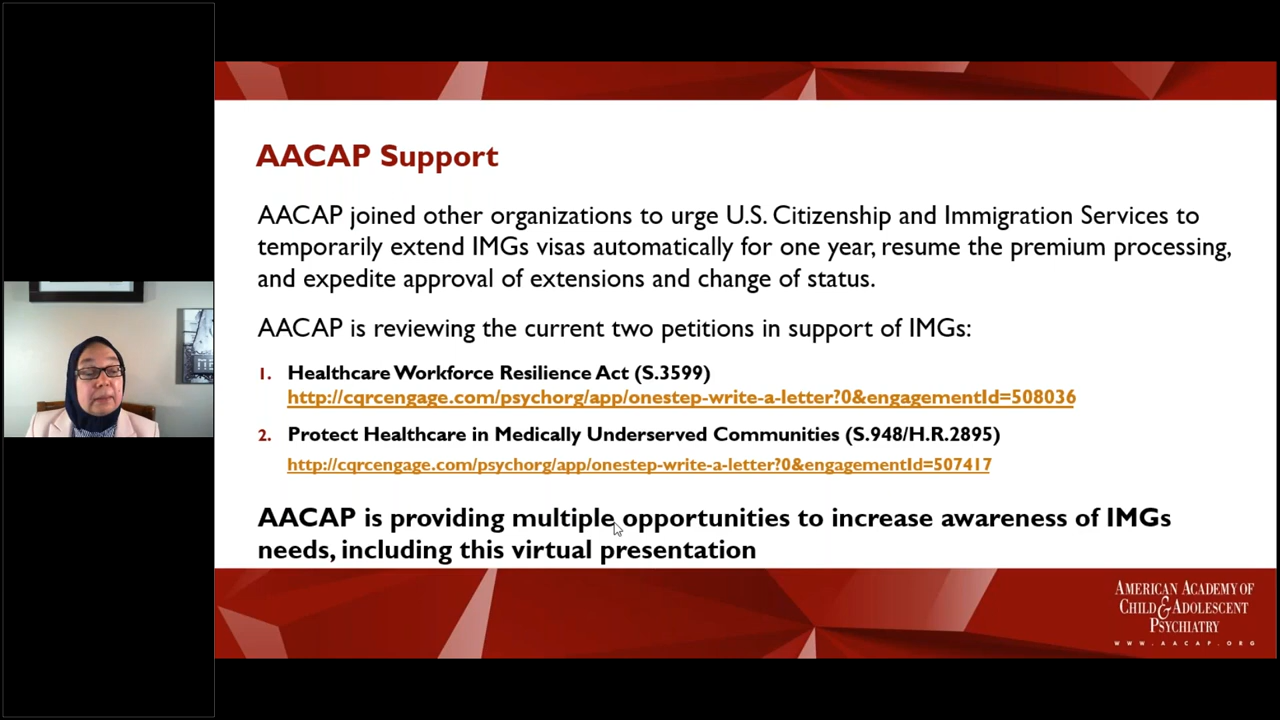 AACAP Support
AACAP joined other organizations to urge U.S. Citizenship and Immigration Services to
temporarily extend IMGs visas automatically for one year, resume the premium processing,
and expedite approval of extensions and change of status.
AACAP is reviewing the current two petitions in support of IMGs:
1. Healthcare Workforce Resilience Act (S.3599)
http://cqrcengage.com/psychorg/app/onestep-write-a-letter?0&engagementId=508036
2. Protect Healthcare in Medically Underserved Communities (S.948/H.R.2895)
http://cqrcengage.com/psychorg/app/onestep-write-a-letter?0&engagementId=507417
AACAP is providing multiple opportunities to increase awareness of IMGs
needs, including this virtual presentation
AMERICAN ACADEMY OF
CHILD & ADOLESCENT
PSYCHIATRY
WWW.AACAP.ORG